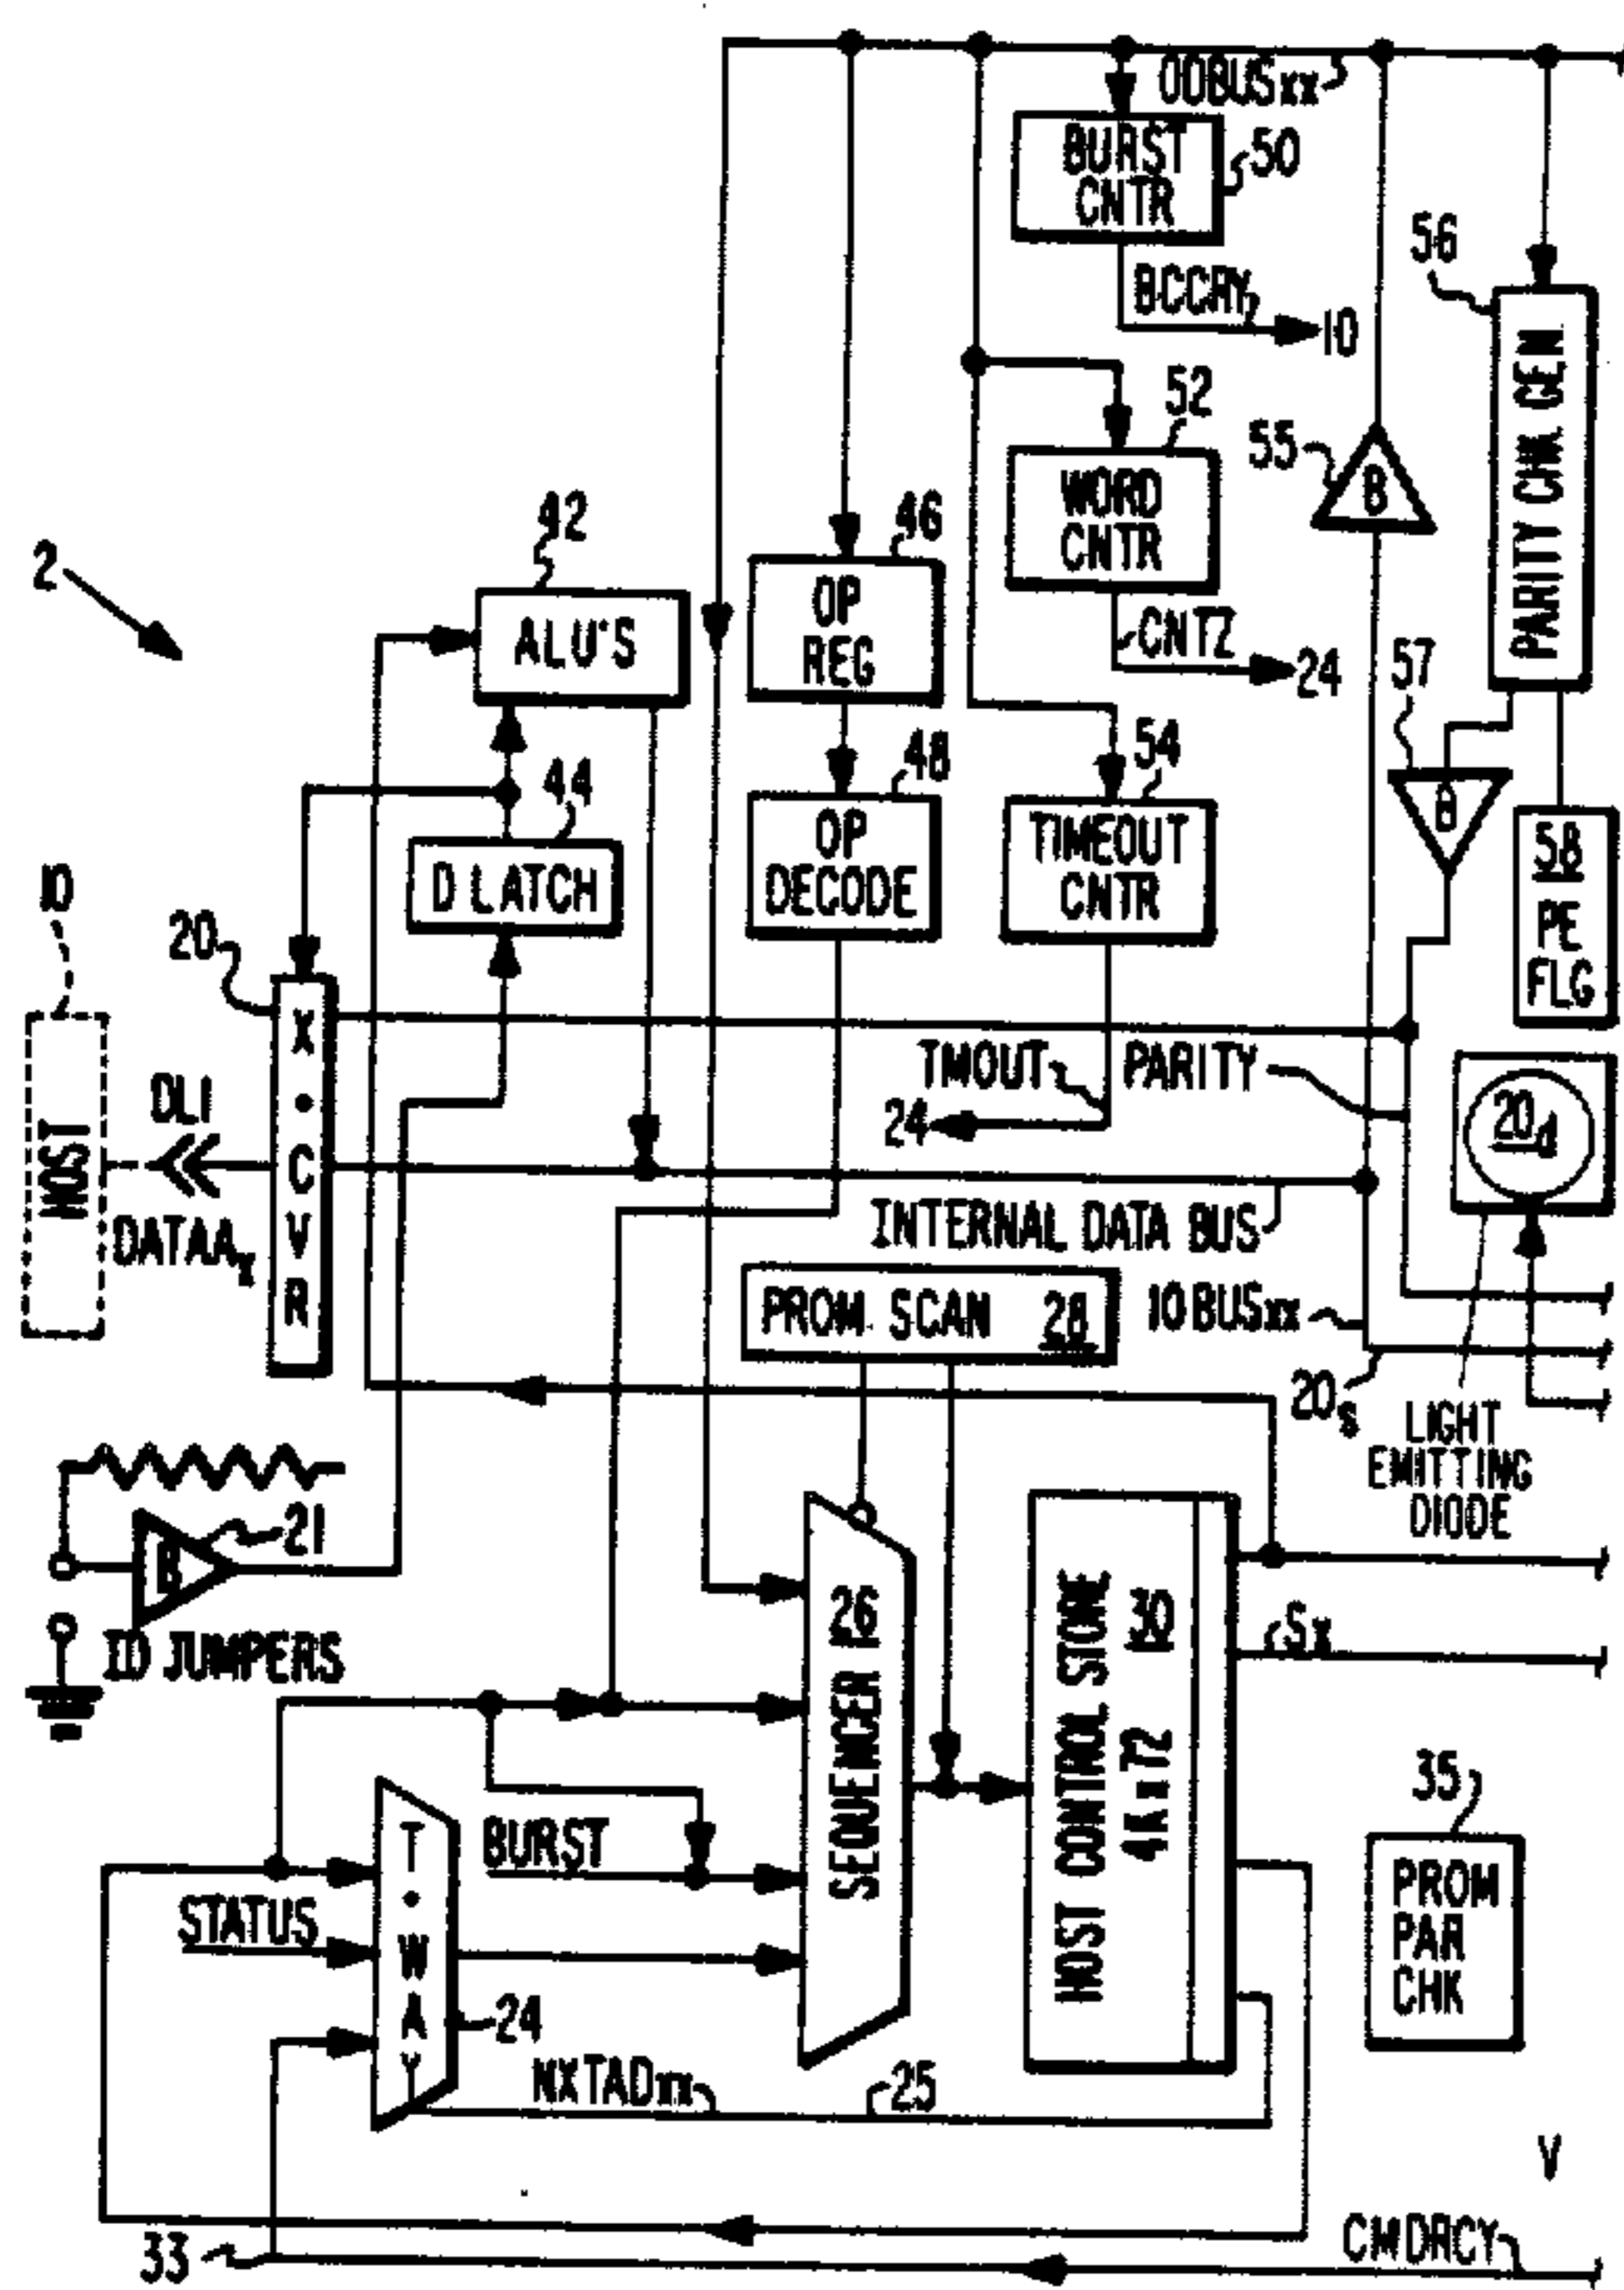 OOBUSxx
BURST
CNTR
50
56
BCCRY
10
PARITY CHK GEN
52
55
B
WORD
CNTR
42
46
2
ALU'S
OP
REG
CNTZ
24
57
54
48
44
B
D LATCH
OP
DECODE
TIMEOUT
CNTR
58
PE
FLG
10
20
X•CVR
HOST
DLI
DATAAx
TMOUT
PARITY
24
20d
INTERNAL DATA BUS
PROM SCAN 28
10BUSxx
20s
LIGHT
EMITTING
DIODE
B
21
ID JUMPERS
26
SEQUENCER
HOST CONTROL STORE
4K x 72
30
Sx
35
PROM
PAR
CHK
BURST
STATUS
T•WAY
24
NXTADxx
25
V
33
CMDRCY